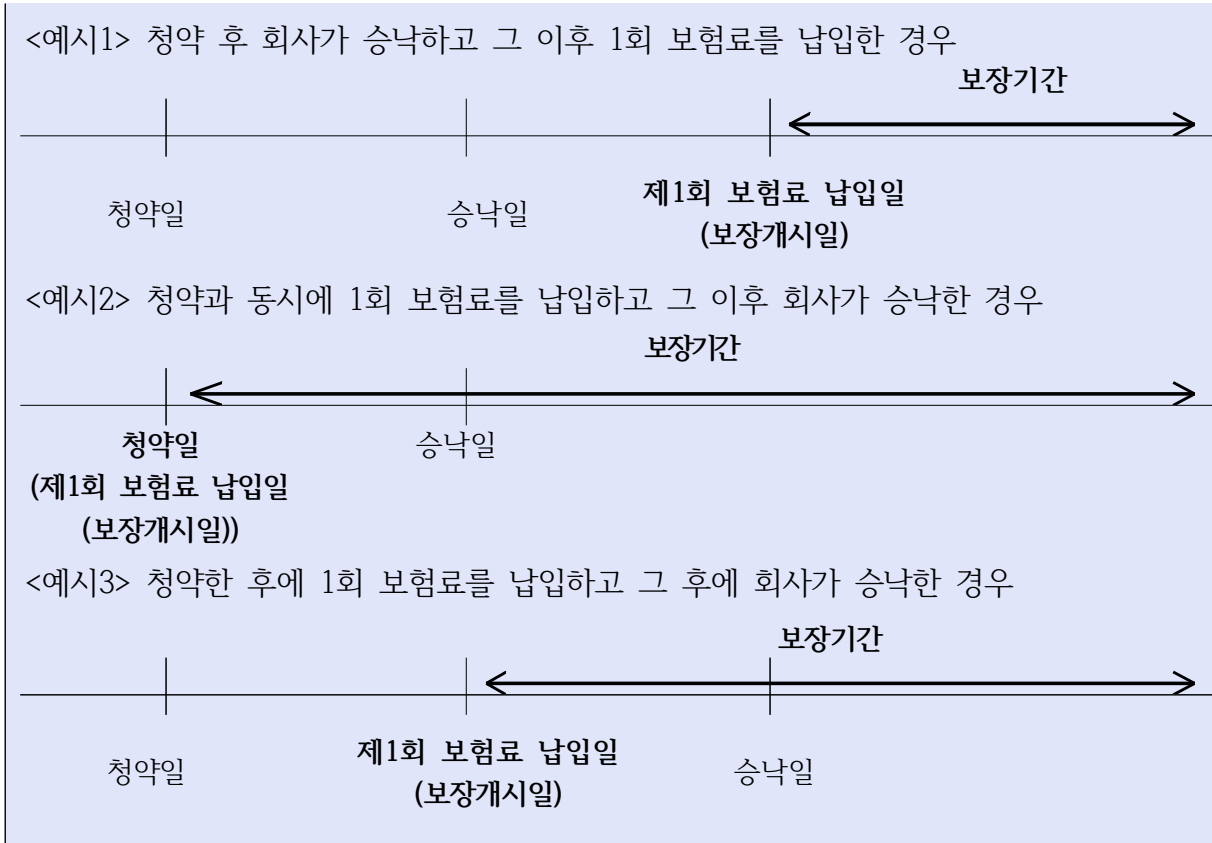 <예시1> 청약 후 회사가 승낙하고 그 이후 1회 보험료를 납입한 경우
보장기간
청약일
승낙일
제1회 보험료 납입일
(보장개시일)
<예시2> 청약과 동시에 1회 보험료를 납입하고 그 이후 회사가 승낙한 경우
보장기간
청약일
승낙일
(제1회 보험료 납입일
(보장개시일))
<예시3> 청약한 후에 1회 보험료를 납입하고 그 후에 회사가 승낙한 경우
보장기간
청약일
제1회 보험료 납입일
(보장개시일)
승낙일